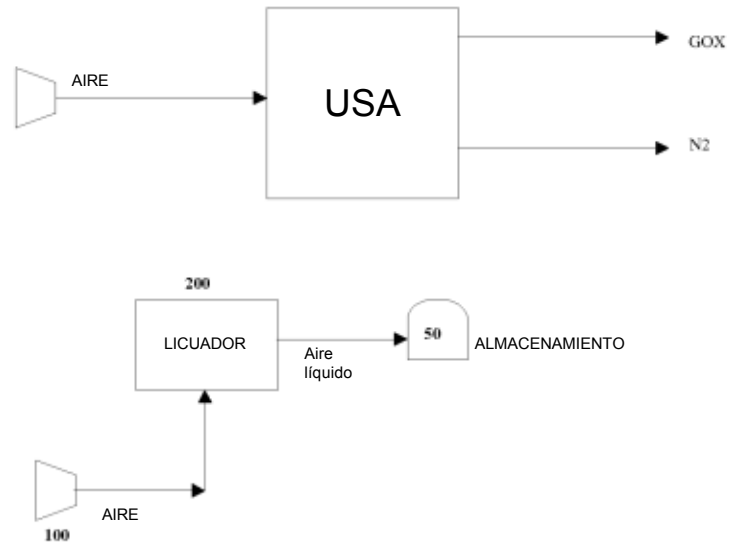 GOX
AIRE
USA
N2
200
LICUADOR
50
ALMACENAMIENTO
Aire
líquido
AIRE
100